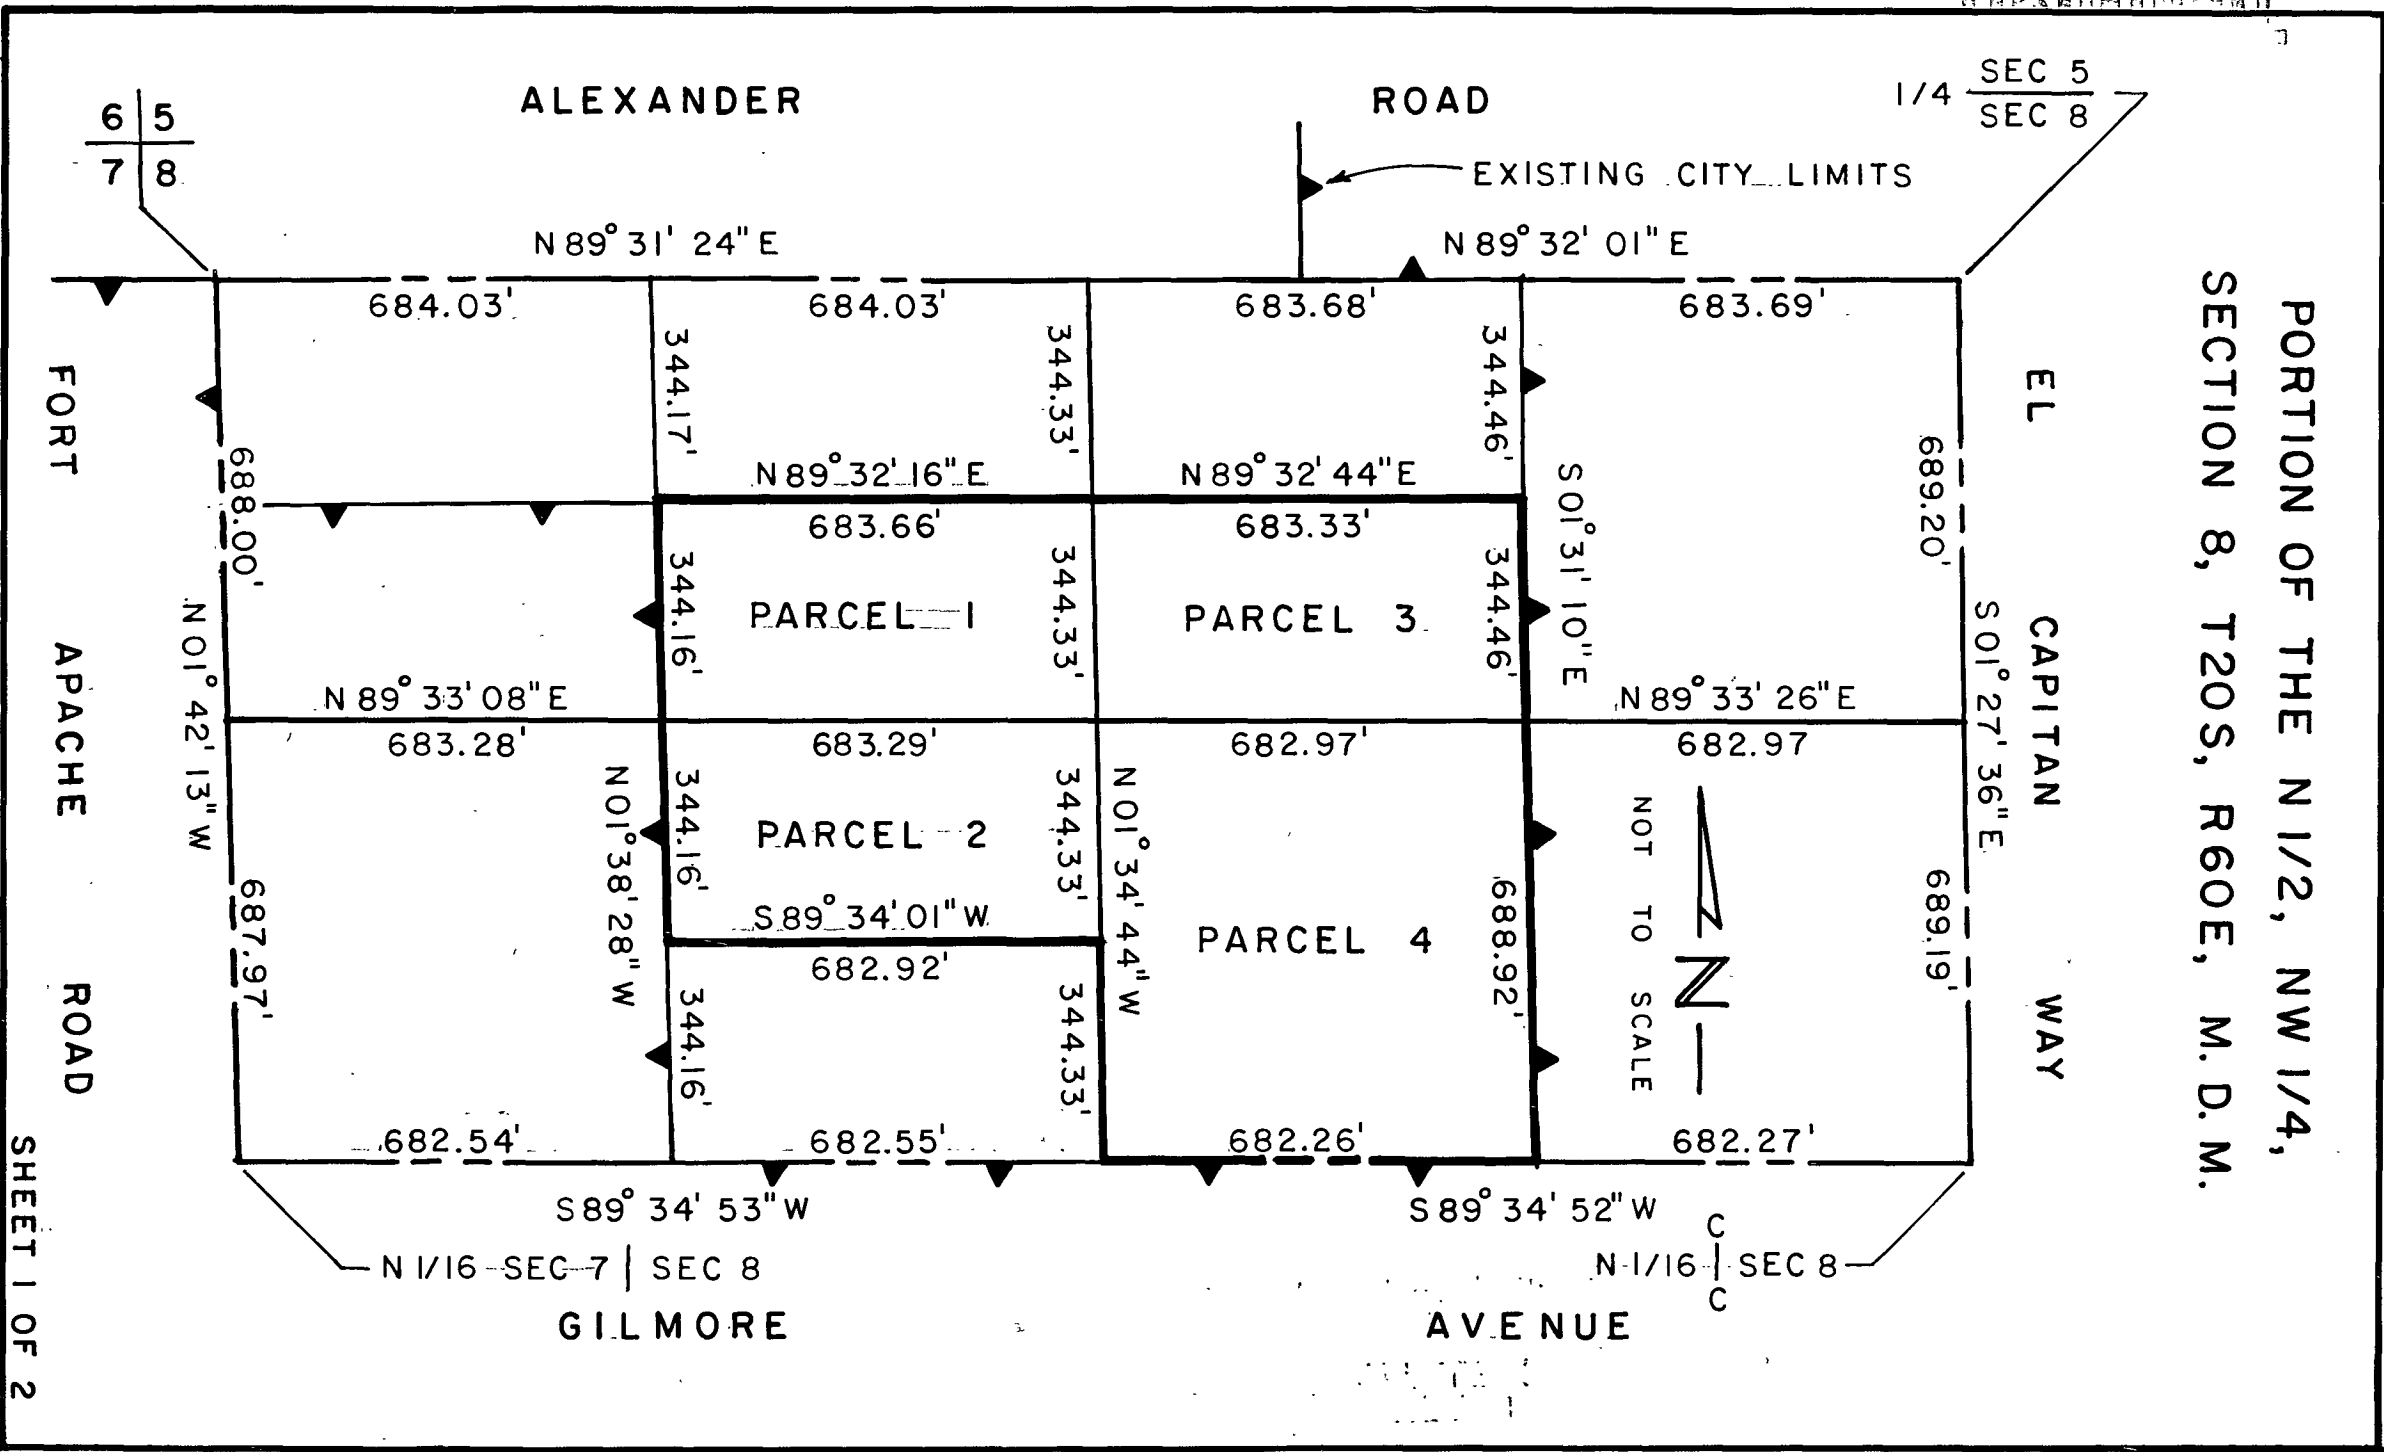 ALEXANDER ROAD
6 5
7 8
1/4 SEC 5
SEC 8
EXISTING CITY LIMITS
N 89° 31' 24" E
N 89° 32' 01" E
684.03'
684.03'
683.68'
683.69'
344.17'
344.33'
344.46'
N 89° 32' 16" E
N 89° 32' 44" E
683.66'
683.33'
688.00'
344.16'
344.33'
344.46'
S 01° 31' 10" E
689.20'
PARCEL 1
PARCEL 3
N 89° 33' 08" E
N 89° 33' 26" E
683.28'
683.29'
682.97'
682.97
N 01° 42' 13" W
N 01° 38' 28" W
344.16'
344.33'
N 01° 34' 44" W
S 01° 27' 36" E
PARCEL 2
PARCEL 4
S 89° 34' 01" W
682.92'
687.97'
344.16'
344.33'
688.92'
689.19'
NOT TO SCALE
N
682.54'
682.55'
682.26'
682.27'
S 89° 34' 53" W
S 89° 34' 52" W
N 1/16 SEC 7 | SEC 8
C
N 1/16 | SEC 8
C
GILMORE AVENUE
FORT APACHE ROAD
EL CAPITAN WAY
PORTION OF THE N 1/2, NW 1/4,
SECTION 8, T20S, R60E, M. D. M.
SHEET 1 OF 2